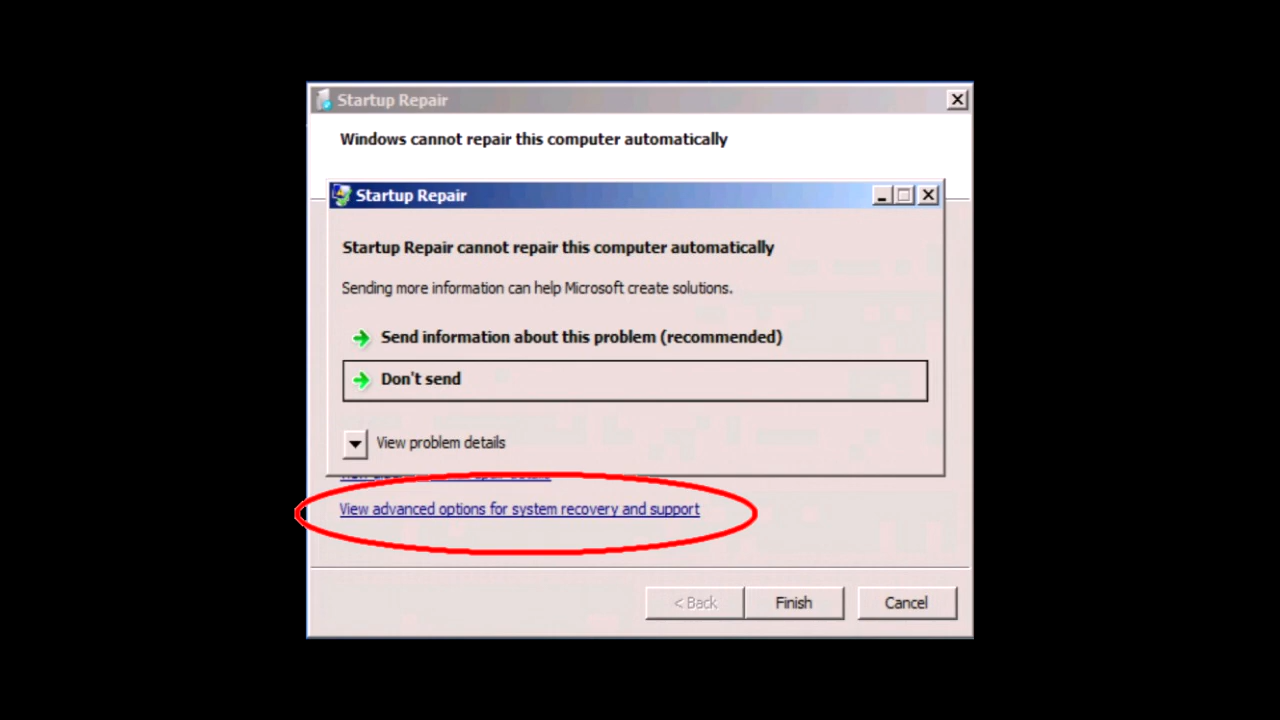 Startup Repair
Windows cannot repair this computer automatically
Startup Repair
Startup Repair cannot repair this computer automatically
Sending more information can help Microsoft create solutions.
Send information about this problem (recommended)
Don't send
View problem details
View advanced options for system recovery and support
< Back
Finish
Cancel